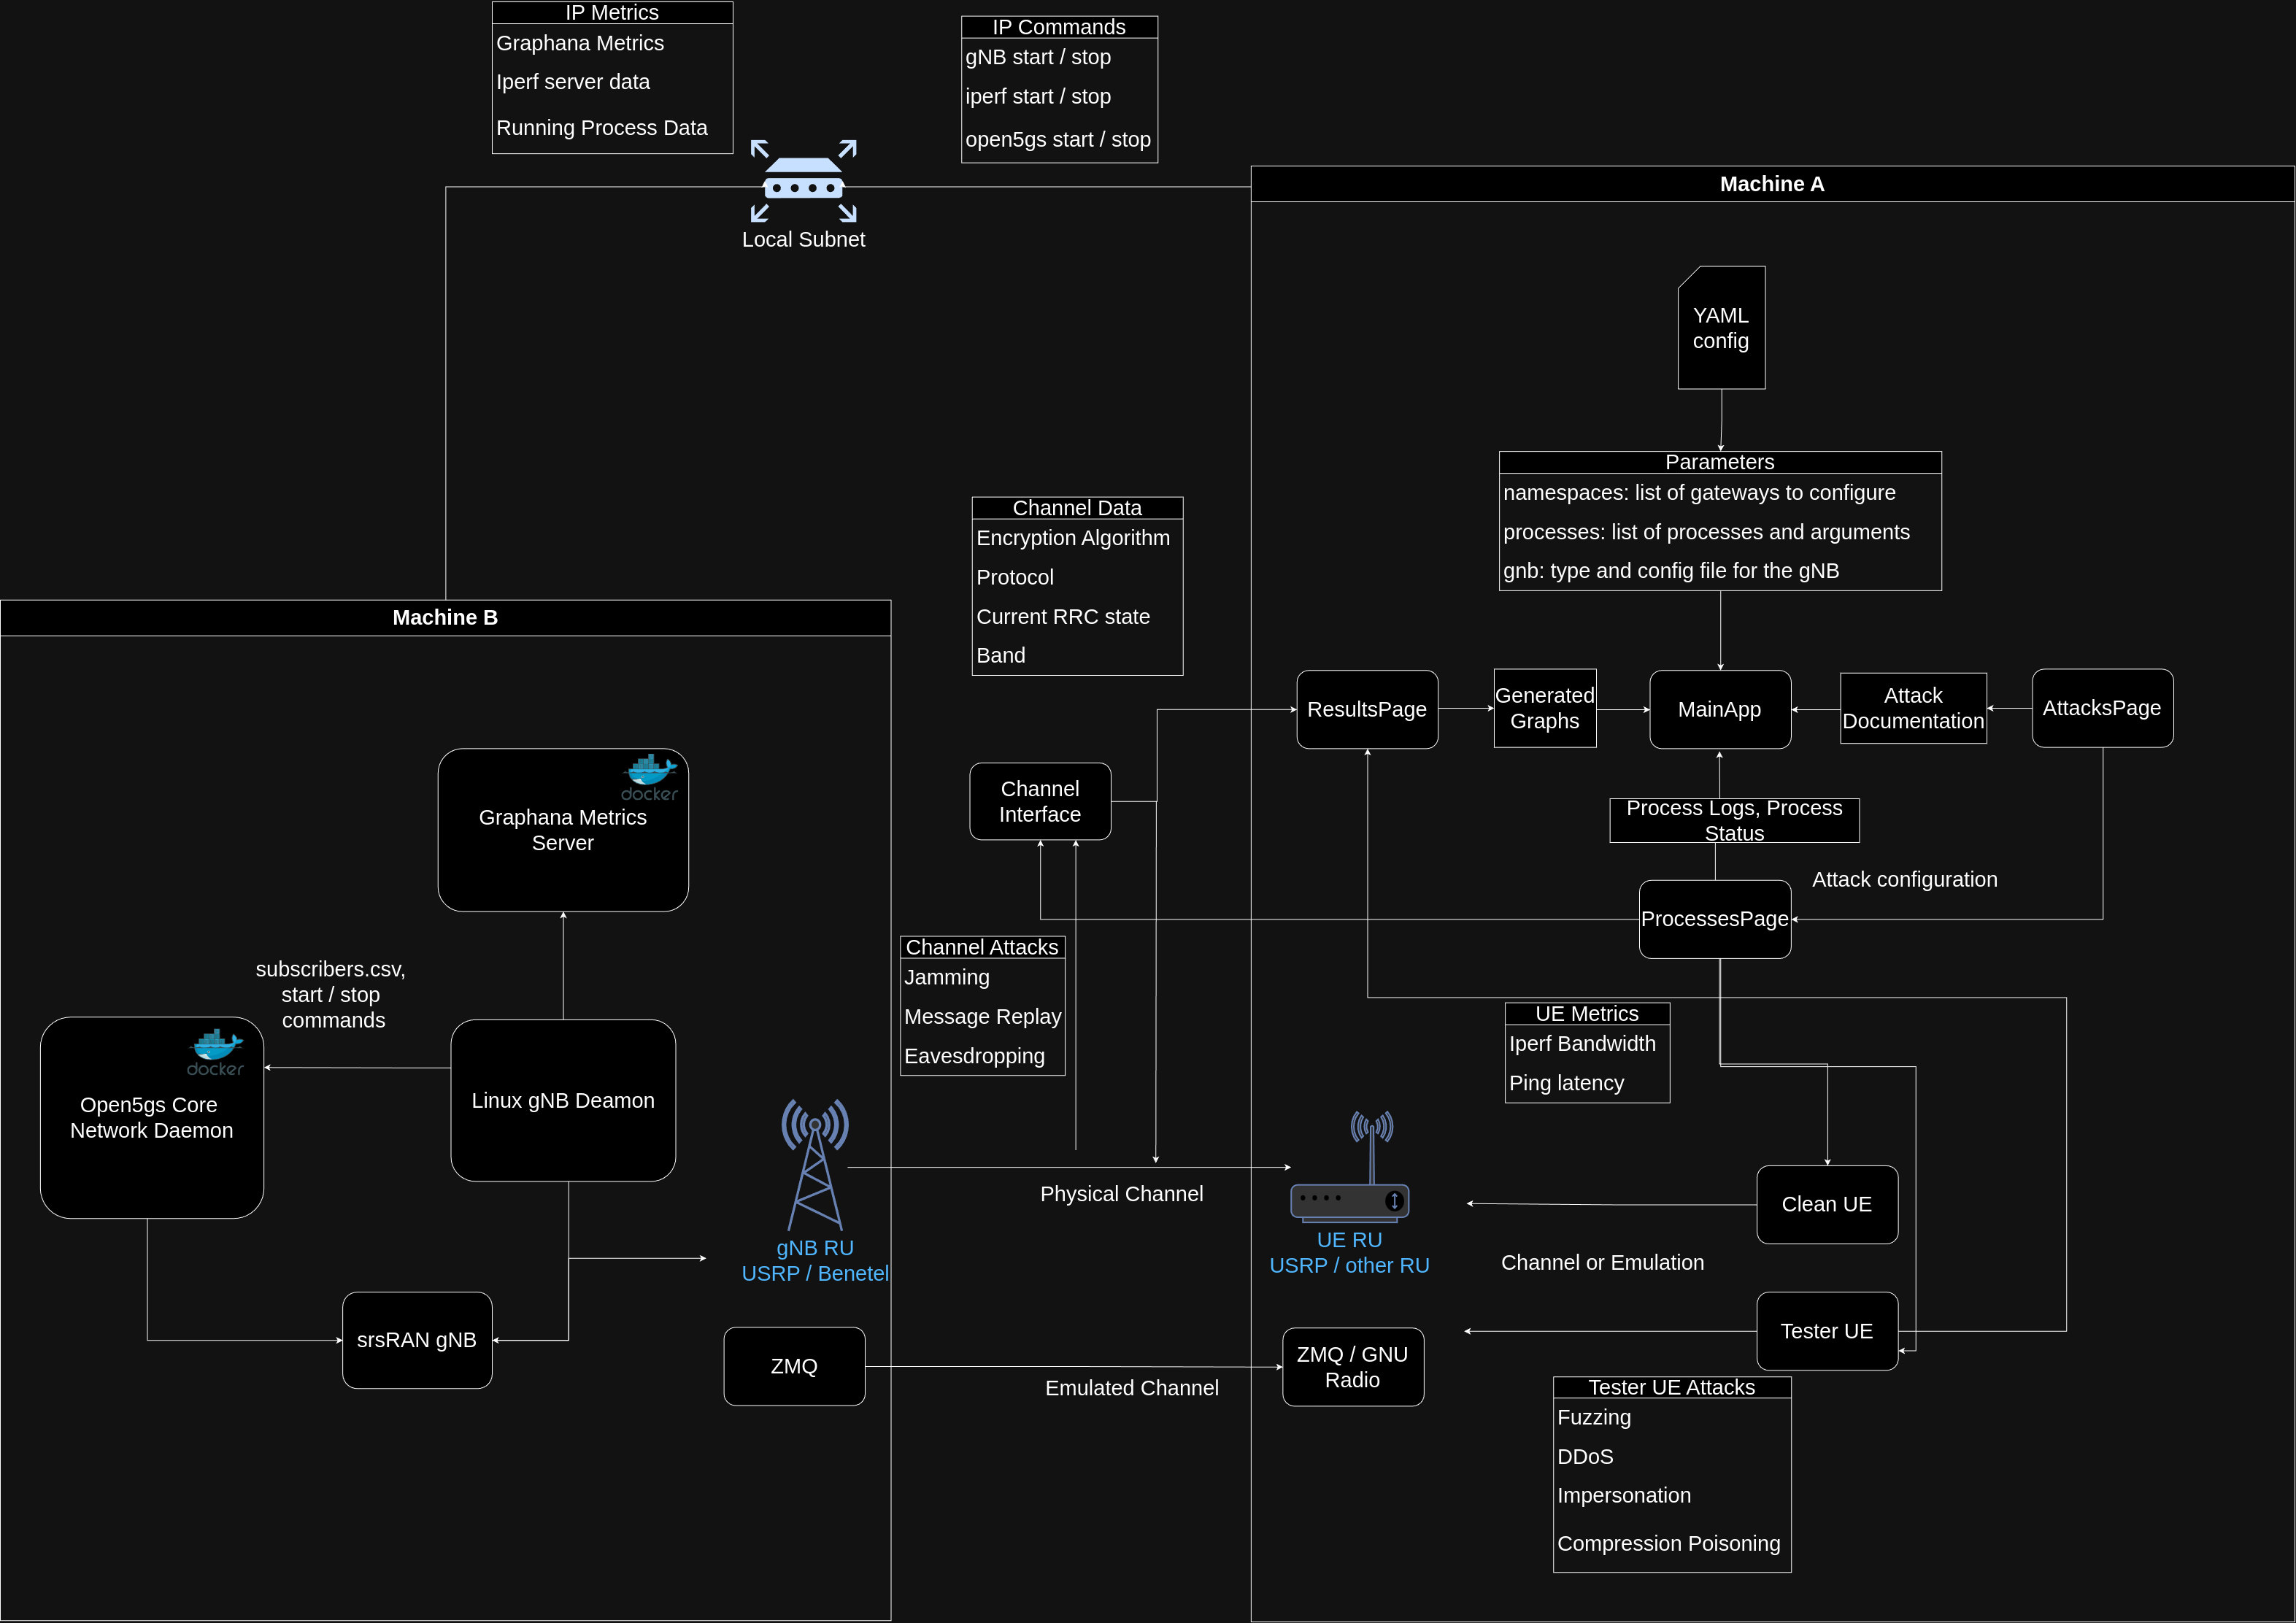 IP Metrics
Graphana Metrics
Iperf server data
Running Process Data
IP Commands
gNB start / stop
iperf start / stop
open5gs start / stop
Local Subnet
Machine A
YAML
config
Parameters
namespaces: list of gateways to configure
processes: list of processes and arguments
gnb: type and config file for the gNB
Channel Data
Encryption Algorithm
Protocol
Current RRC state
Band
Machine B
ResultsPage
Generated
Graphs
MainApp
Attack
Documentation
AttacksPage
Channel
Interface
Process Logs, Process
Status
Attack configuration
ProcessesPage
docker
Graphana Metrics
Server
Channel Attacks
Jamming
Message Replay
Eavesdropping
subscribers.csv,
start / stop
commands
docker
Open5gs Core
Network Daemon
Linux gNB Deamon
UE Metrics
Iperf Bandwidth
Ping latency
Physical Channel
gNB RU
USRP / Benetel
UE RU
USRP / other RU
Clean UE
Channel or Emulation
srsRAN gNB
ZMQ
Emulated Channel
ZMQ / GNU
Radio
Tester UE
Tester UE Attacks
Fuzzing
DDoS
Impersonation
Compression Poisoning